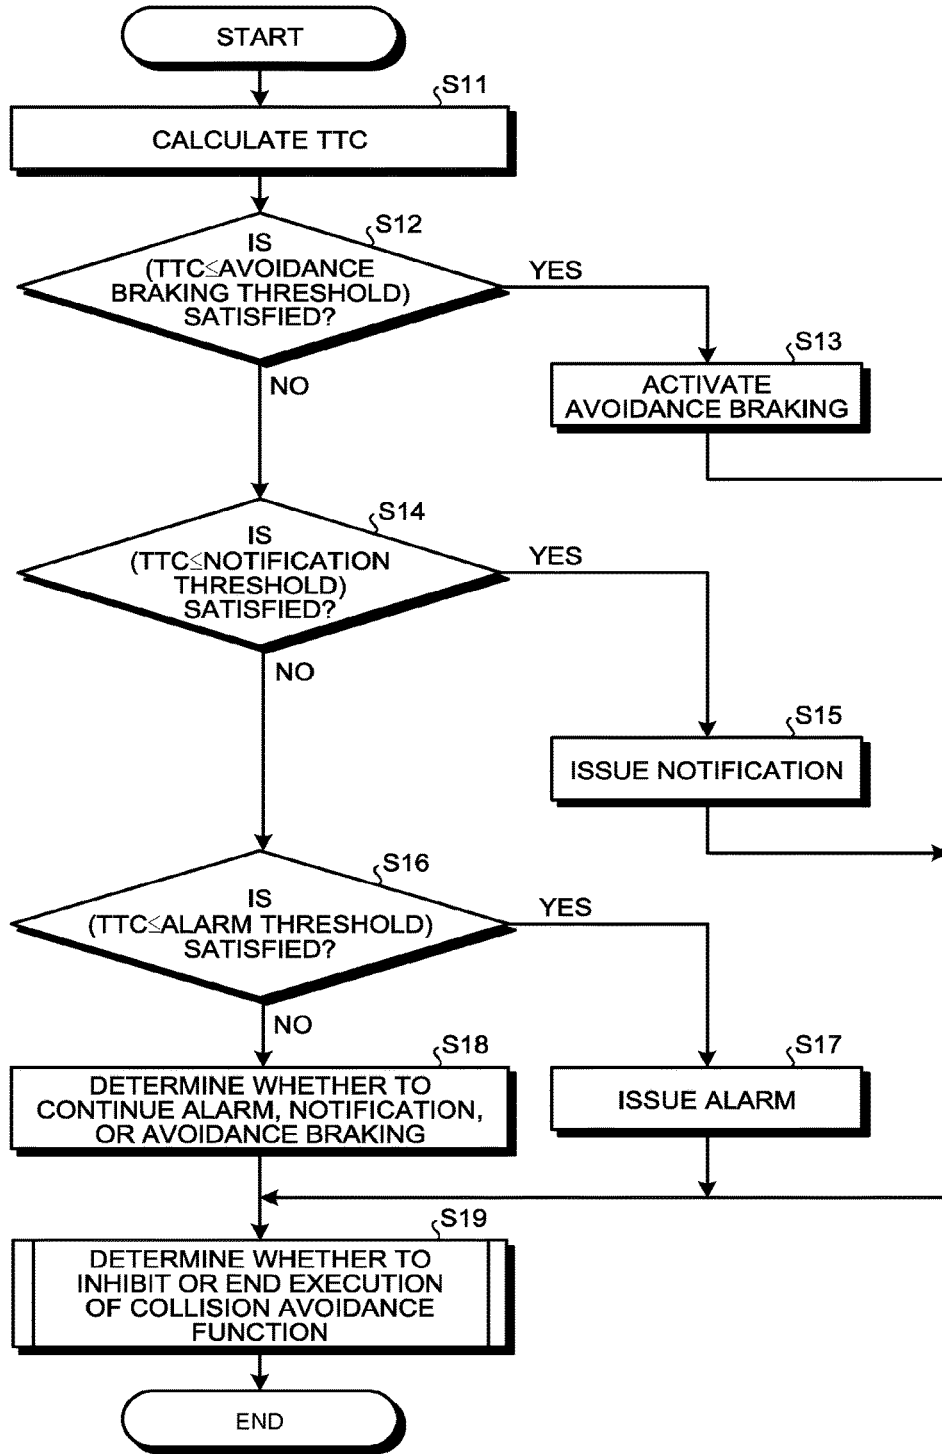 START
S11
CALCULATE TTC
S12
IS
(TTC≤AVOIDANCE
BRAKING THRESHOLD)
SATISFIED?
YES
NO
S13
ACTIVATE
AVOIDANCE BRAKING
S14
IS
(TTC≤NOTIFICATION
THRESHOLD)
SATISFIED?
YES
NO
S15
ISSUE NOTIFICATION
S16
IS
(TTC≤ALARM THRESHOLD)
SATISFIED?
YES
NO
S17
ISSUE ALARM
S18
DETERMINE WHETHER TO
CONTINUE ALARM, NOTIFICATION,
OR AVOIDANCE BRAKING
S19
DETERMINE WHETHER TO
INHIBIT OR END EXECUTION
OF COLLISION AVOIDANCE
FUNCTION
END